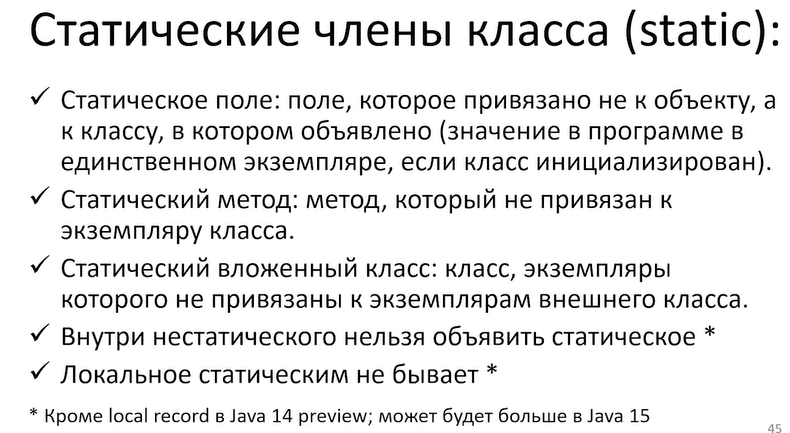 Статические члены класса (static):
✓ Статическое поле: поле, которое привязано не к объекту, а
к классу, в котором объявлено (значение в программе в
единственном экземпляре, если класс инициализирован).
✓ Статический метод: метод, который не привязан к
экземпляру класса.
✓ Статический вложенный класс: класс, экземпляры
которого не привязаны к экземплярам внешнего класса.
✓ Внутри нестатического нельзя объявить статическое *
✓ Локальное статическим не бывает *
* Кроме local record в Java 14 preview; может будет больше в Java 15
45